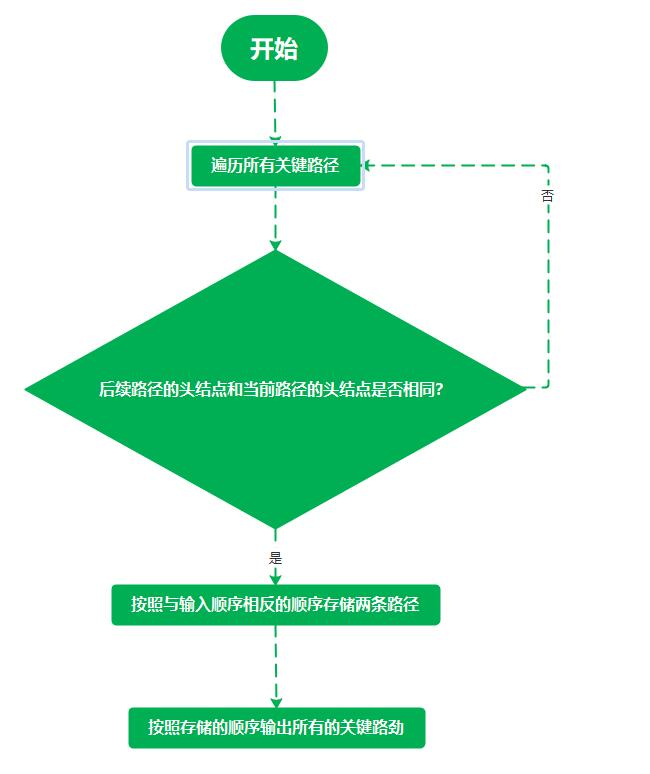 开始
遍历所有关键路径
否
后续路径的头结点和当前路径的头结点是否相同？
是
按照与输入顺序相反的顺序存储两条路径
按照存储的顺序输出所有的关键路劲